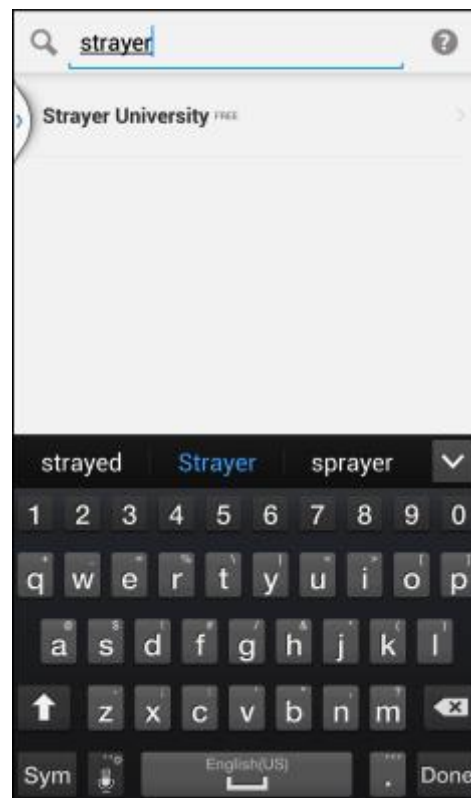 strayer
Strayer University FREE
strayed Strayer sprayer
1 2 3 4 5 6 7 8 9 0
q w e r t y u i o p
a s d f g h j k l
z x c v b n m
Sym English(US) . Done